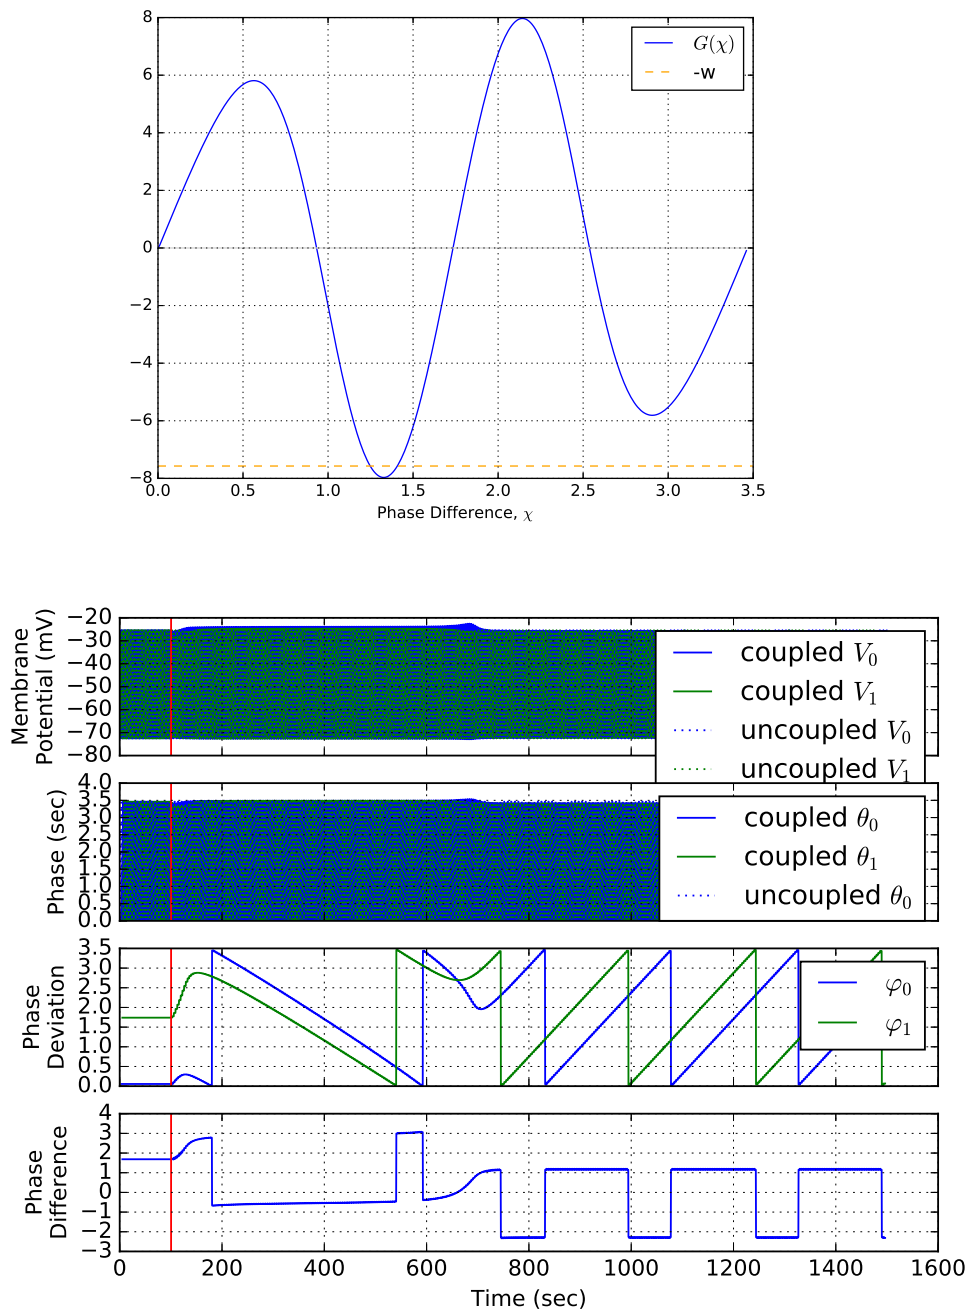 8
6
4
2
0
−2
−4
−6
−8
G(χ)
-w
0.0 0.5 1.0 1.5 2.0 2.5 3.0 3.5
Phase Difference, χ
Membrane
Potential (mV)
−20
−30
−40
−50
−60
−70
−80
coupled V₀
coupled V₁
uncoupled V₀
uncoupled V₁
Phase (sec)
4.0
3.5
3.0
2.5
2.0
1.5
1.0
0.5
0.0
coupled θ₀
coupled θ₁
uncoupled θ₀
Phase
Deviation
3.5
3.0
2.5
2.0
1.5
1.0
0.5
0.0
φ₀
φ₁
Phase
Difference
4
3
2
1
0
−1
−2
−3
0 200 400 600 800 1000 1200 1400 1600
Time (sec)